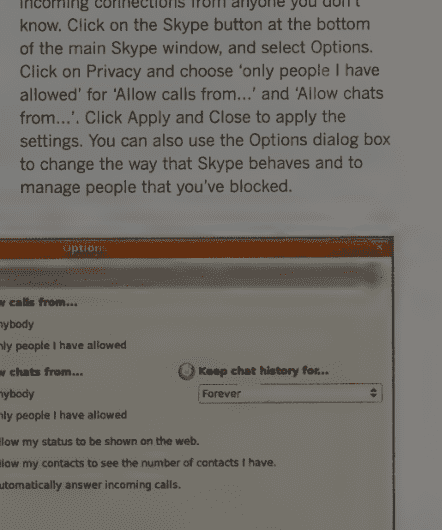 incoming connections from anyone you don't
know. Click on the Skype button at the bottom
of the main Skype window, and select Options.
Click on Privacy and choose ‘only people I have
allowed’ for ‘Allow calls from...’ and ‘Allow chats
from...’. Click Apply and Close to apply the
settings. You can also use the Options dialog box
to change the way that Skype behaves and to
manage people that you’ve blocked.
Options
w calls from...
nybody
nly people I have allowed
w chats from...
Keep chat history for...
nybody
Forever
nly people I have allowed
low my status to be shown on the web.
low my contacts to see the number of contacts I have.
utomatically answer incoming calls.